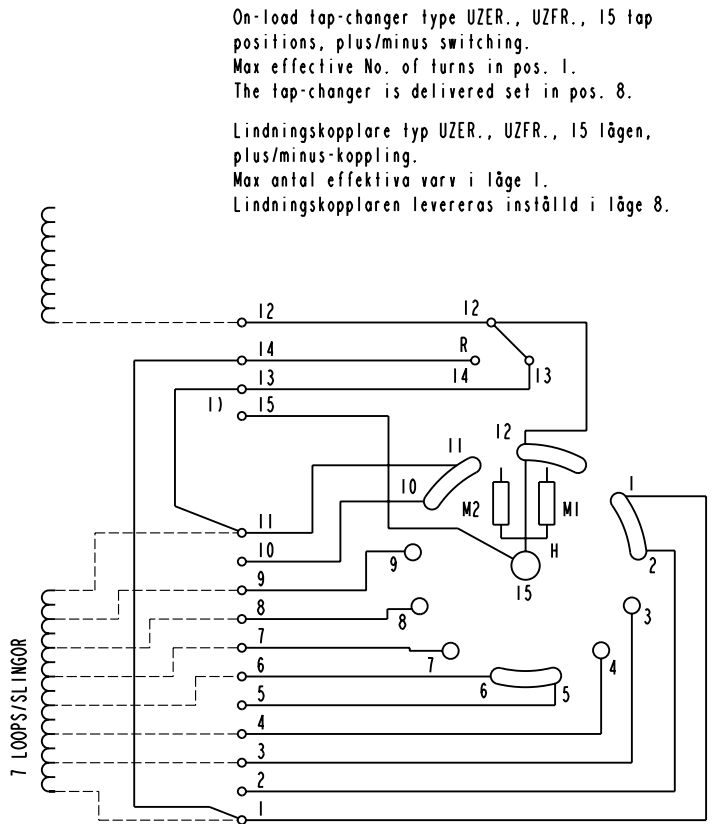 On-load tap-changer type UZER., UZFR., 15 tap
positions, plus/minus switching.
Max effective No. of turns in pos. 1.
The tap-changer is delivered set in pos. 8.
Lindningskopplare typ UZER., UZFR., 15 lägen,
plus/minus-koppling.
Max antal effektiva varv i läge 1.
Lindningskopplaren levereras inställd i läge 8.
12
12
14
R
14
13
13
1)
15
11
12
10
M2
M1
1
11
10
H
2
9
9
15
8
8
3
7
7
4
6
6
5
5
4
3
2
1
7 LOOPS/SLINGOR